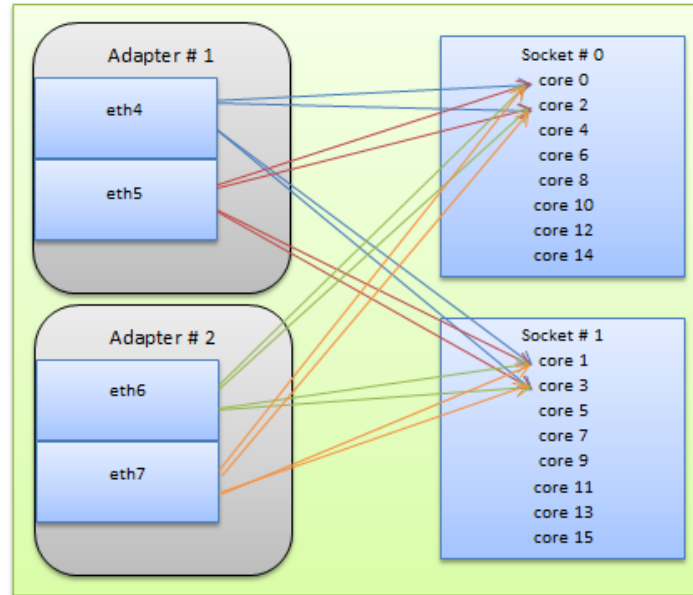 Adapter # 1
eth4
eth5
Adapter # 2
eth6
eth7
Socket # 0
core 0
core 2
core 4
core 6
core 8
core 10
core 12
core 14
Socket # 1
core 1
core 3
core 5
core 7
core 9
core 11
core 13
core 15